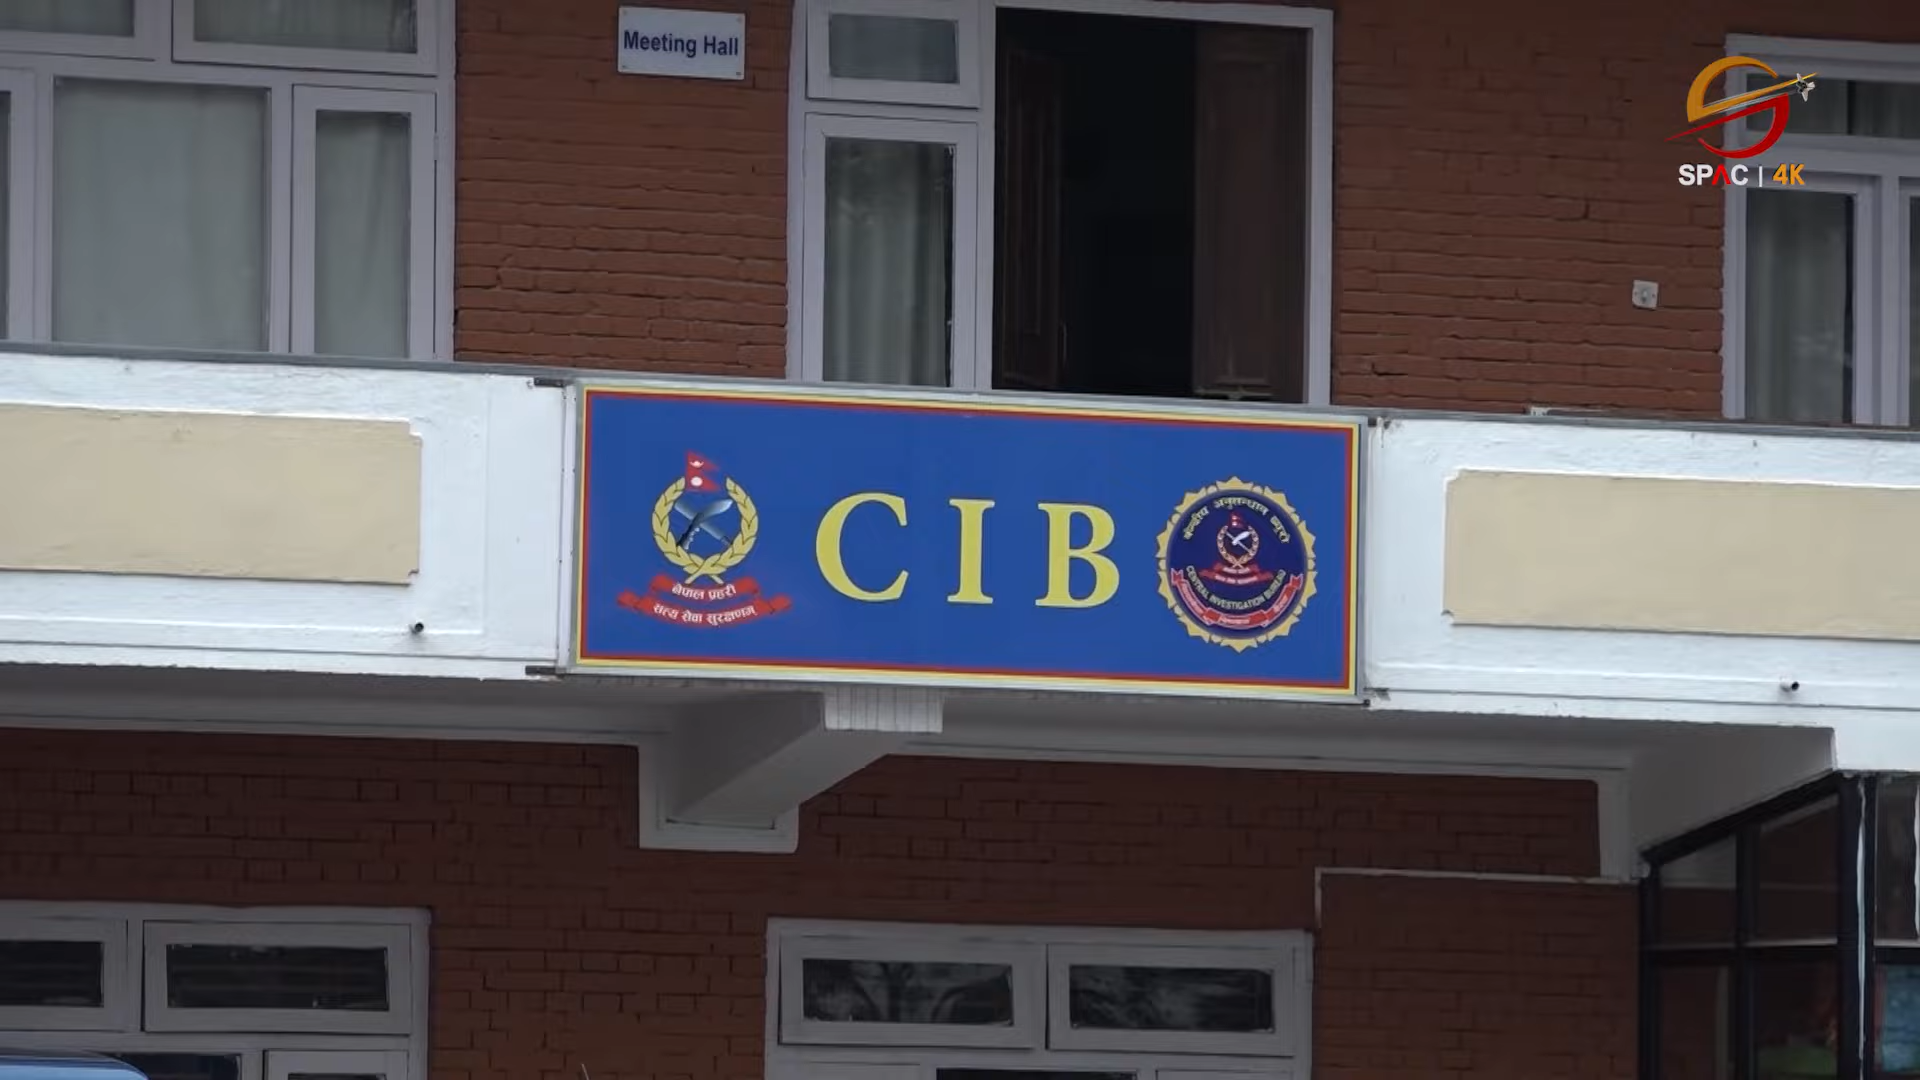 Meeting Hall
SPAC | 4K
CIB
नेपाल प्रहरी
सत्य सेवा सुरक्षणम्
केन्द्रीय अनुसन्धान ब्यूरो
CENTRAL INVESTIGATION BUREAU